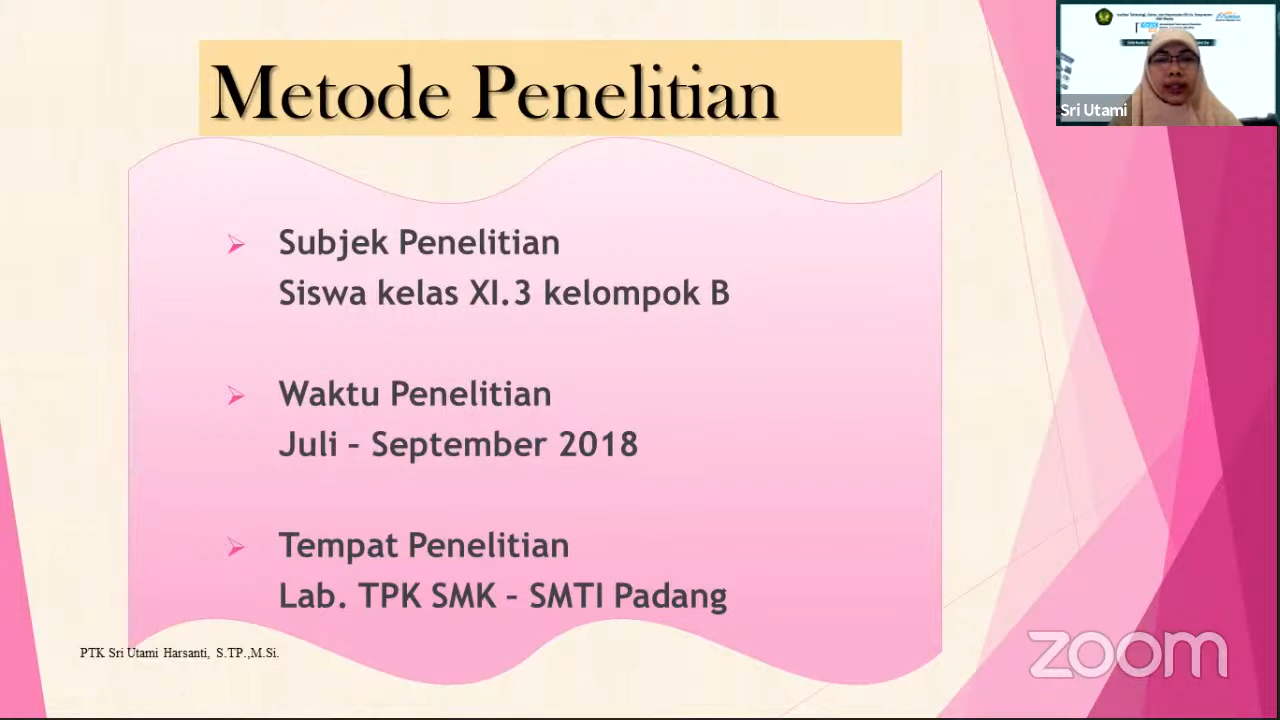 Metode Penelitian
Sri Utami
Subjek Penelitian
Siswa kelas XI.3 kelompok B
Waktu Penelitian
Juli – September 2018
Tempat Penelitian
Lab. TPK SMK – SMTI Padang
PTK Sri Utami Harsanti, S.TP.,M.Si.
zoom